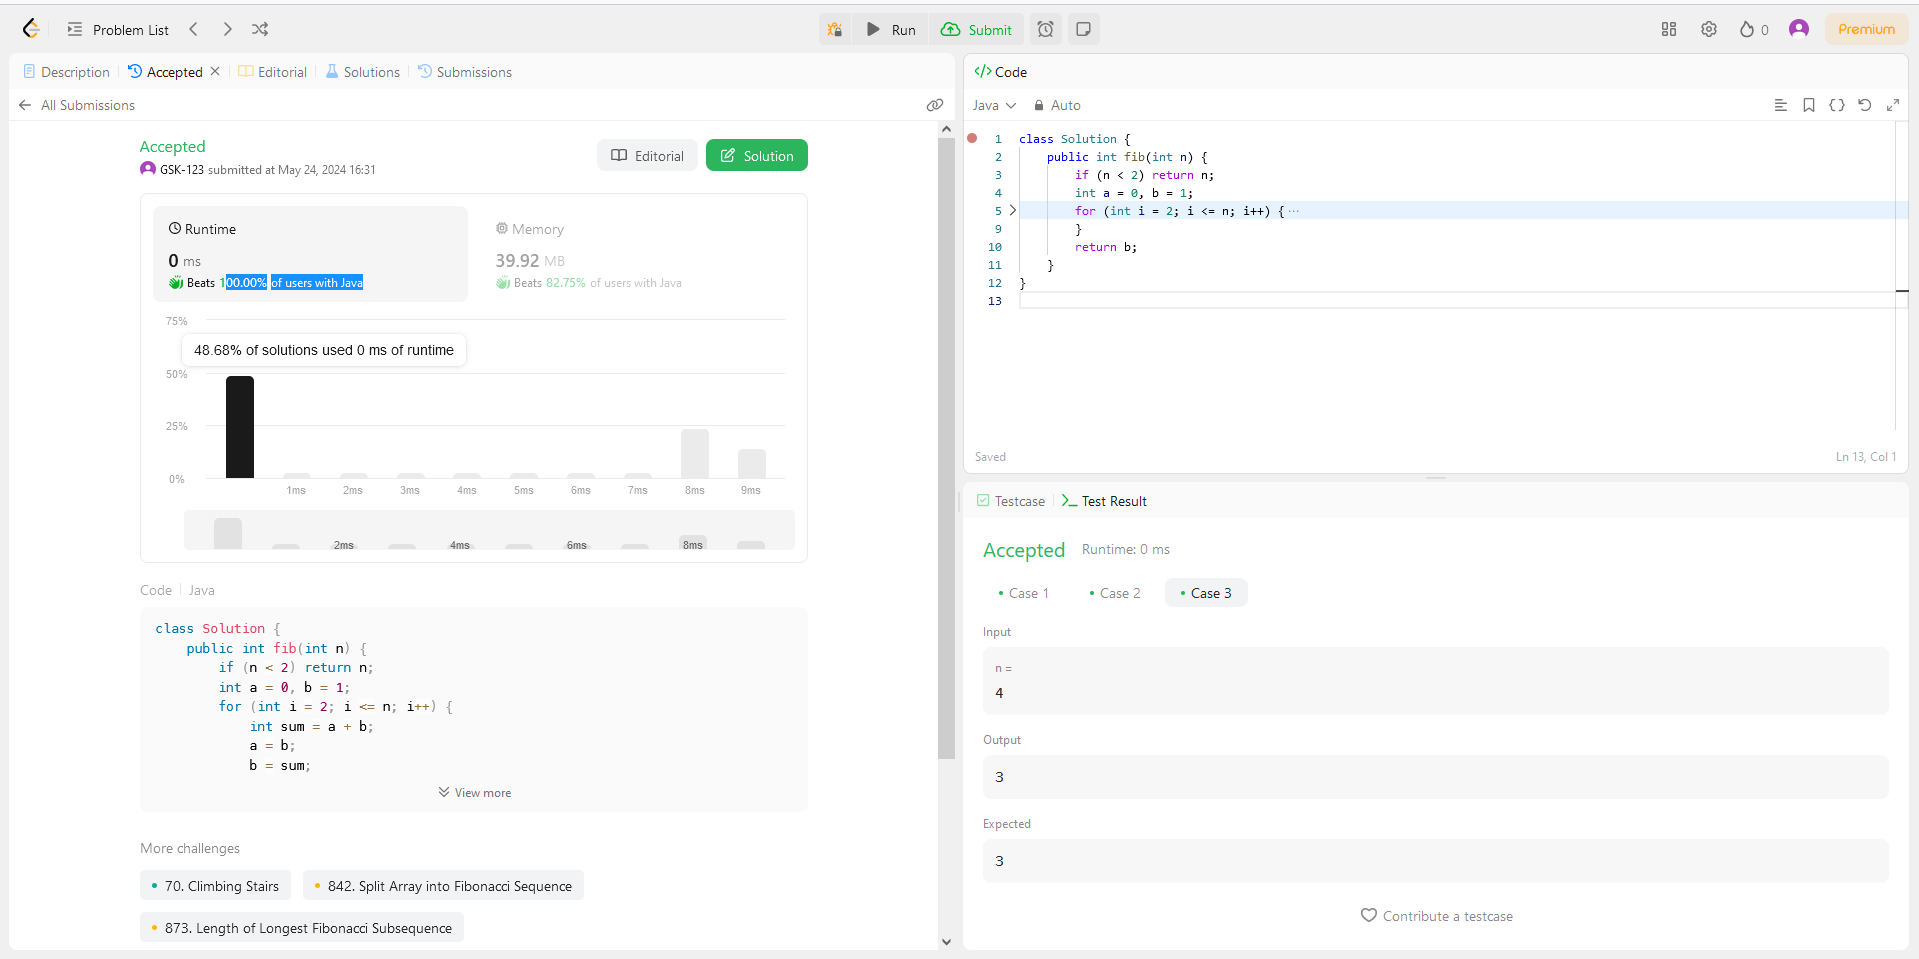 Problem List
Run
Submit
0
Premium
Description
Accepted
Editorial
Solutions
Submissions
All Submissions
Accepted
GSK-123 submitted at May 24, 2024 16:31
Editorial
Solution
Runtime
0 ms
Beats 100.00% of users with Java
Memory
39.92 MB
Beats 82.75% of users with Java
75%
48.68% of solutions used 0 ms of runtime
50%
25%
0%
1ms 2ms 3ms 4ms 5ms 6ms 7ms 8ms 9ms
2ms 4ms 6ms 8ms
Code Java
class Solution {
    public int fib(int n) {
        if (n < 2) return n;
        int a = 0, b = 1;
        for (int i = 2; i <= n; i++) {
            int sum = a + b;
            a = b;
            b = sum;
View more
More challenges
70. Climbing Stairs
842. Split Array into Fibonacci Sequence
873. Length of Longest Fibonacci Subsequence
</> Code
Java Auto
1 class Solution {
2     public int fib(int n) {
3         if (n < 2) return n;
4         int a = 0, b = 1;
5         for (int i = 2; i <= n; i++) { ···
9         }
10         return b;
11     }
12 }
13
Saved
Ln 13, Col 1
Testcase
Test Result
Accepted Runtime: 0 ms
Case 1 Case 2 Case 3
Input
n =
4
Output
3
Expected
3
Contribute a testcase